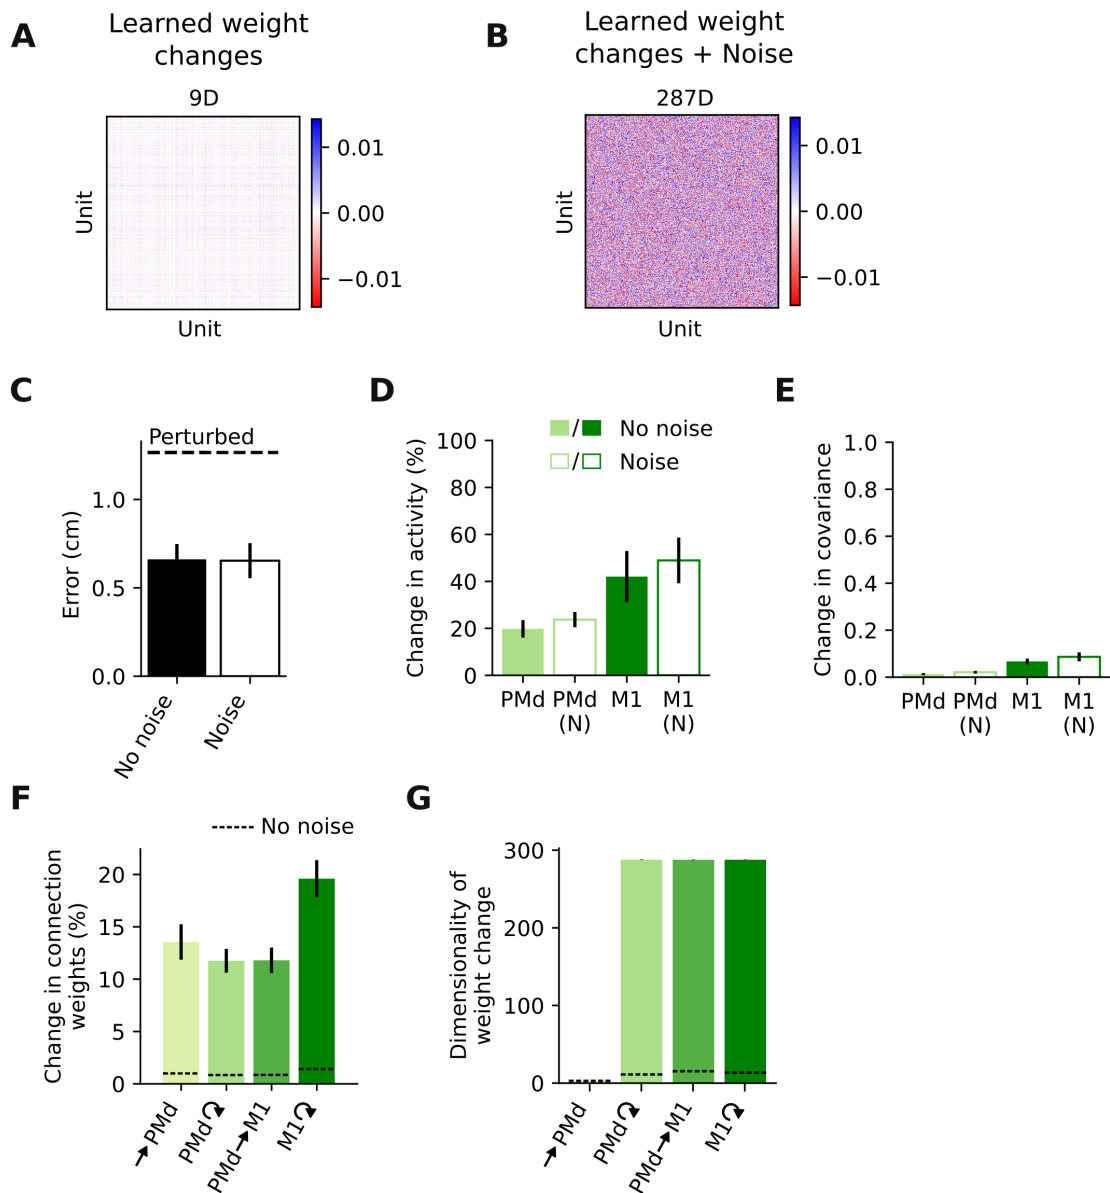 A
Learned weight
changes
9D
Unit
Unit
0.01
0.00
−0.01
B
Learned weight
changes + Noise
287D
Unit
Unit
0.01
0.00
−0.01
C
Perturbed
Error (cm)
1.0
0.5
0.0
No noise
Noise
D
/ No noise
/ Noise
Change in activity (%)
100
80
60
40
20
0
PMd
PMd
(N)
M1
M1
(N)
E
Change in covariance
1.0
0.8
0.6
0.4
0.2
0.0
PMd
PMd
(N)
M1
M1
(N)
F
No noise
Change in connection
weights (%)
20
15
10
5
0
→PMd
PMd↻
PMd→M1
M1↻
G
Dimensionality of
weight change
300
200
100
0
→PMd
PMd↻
PMd→M1
M1↻